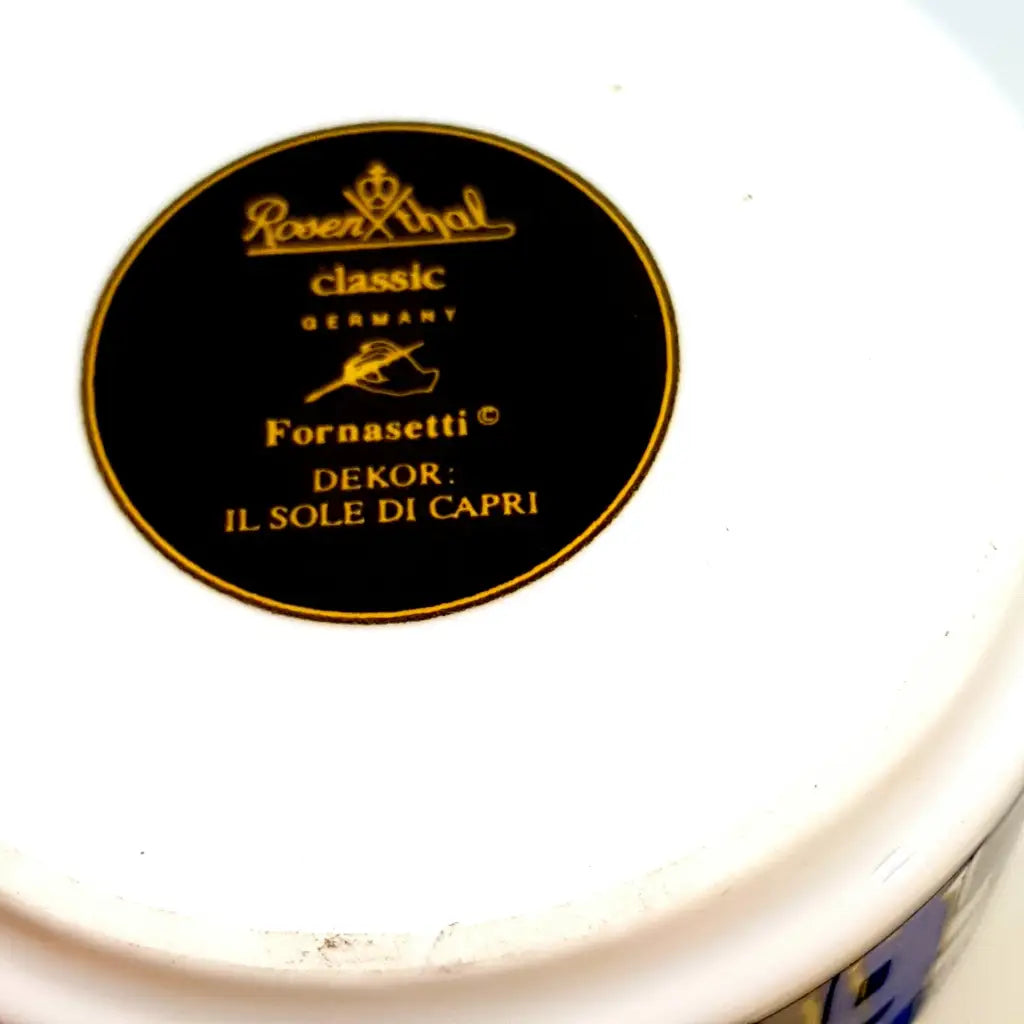 Rosenthal
classic
GERMANY
Fornasetti©
DEKOR:
IL SOLE DI CAPRI